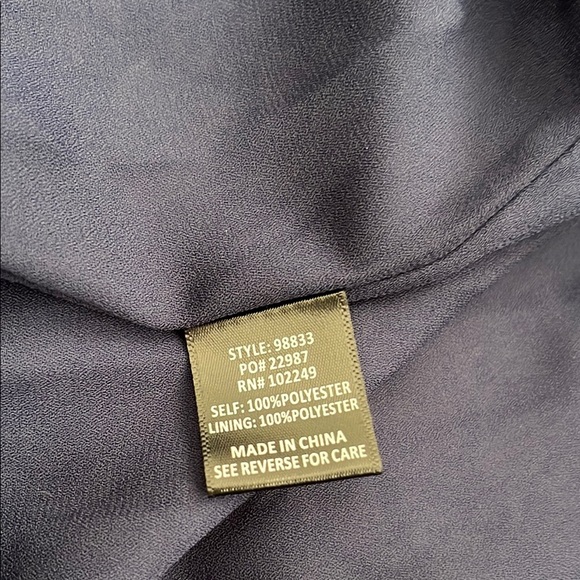 STYLE: 98833
PO# 22987
RN# 102249
SELF: 100%POLYESTER
LINING: 100%POLYESTER
MADE IN CHINA
SEE REVERSE FOR CARE